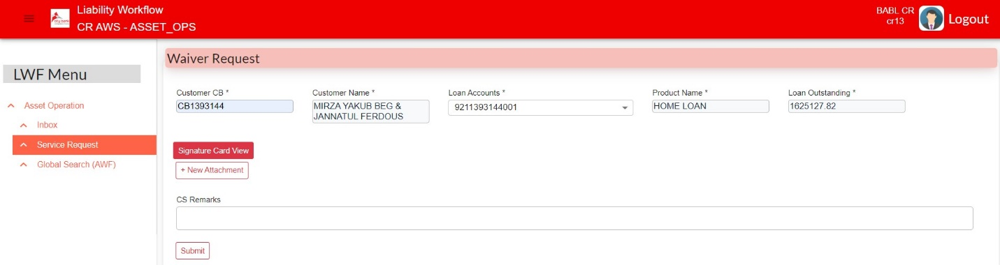 Liability Workflow
CR AWS - ASSET_OPS
city bank
BABL CR
cr13
Logout
LWF Menu
Asset Operation
Inbox
Service Request
Global Search (AWF)
Waiver Request
Customer CB *
CB1393144
Customer Name *
MIRZA YAKUB BEG &
JANNATUL FERDOUS
Loan Accounts *
9211393144001
Product Name *
HOME LOAN
Loan Outstanding *
1625127.82
Signature Card View
+ New Attachment
CS Remarks
Submit